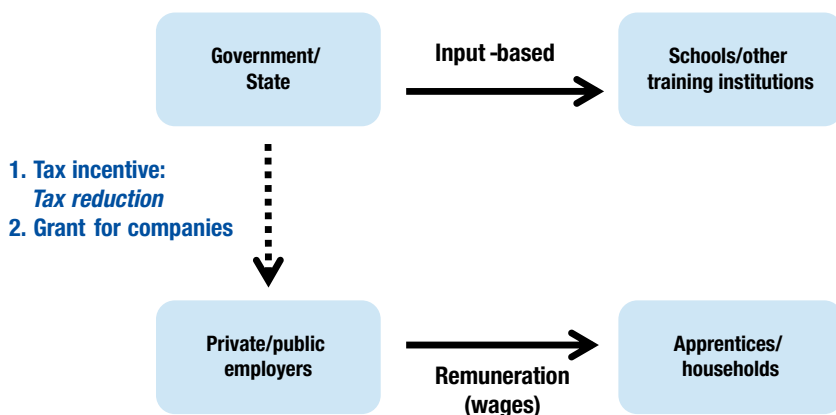 Government/
State
Input -based
Schools/other
training institutions
1. Tax incentive:
Tax reduction
2. Grant for companies
Private/public
employers
Remuneration
(wages)
Apprentices/
households